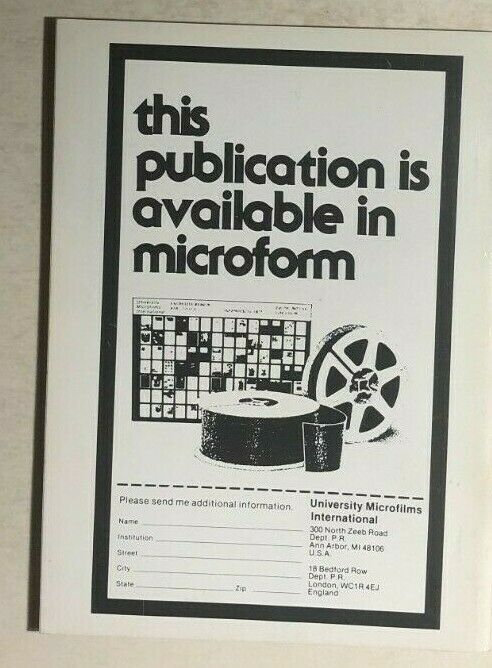 this
publication is
available in
microform
Please send me additional information.
Name
Institution
Street
City
State Zip
University Microfilms
International
300 North Zeeb Road
Dept. P.R.
Ann Arbor, MI 48106
U.S.A.
18 Bedford Row
Dept. P.R.
London, WC1R 4EJ
England